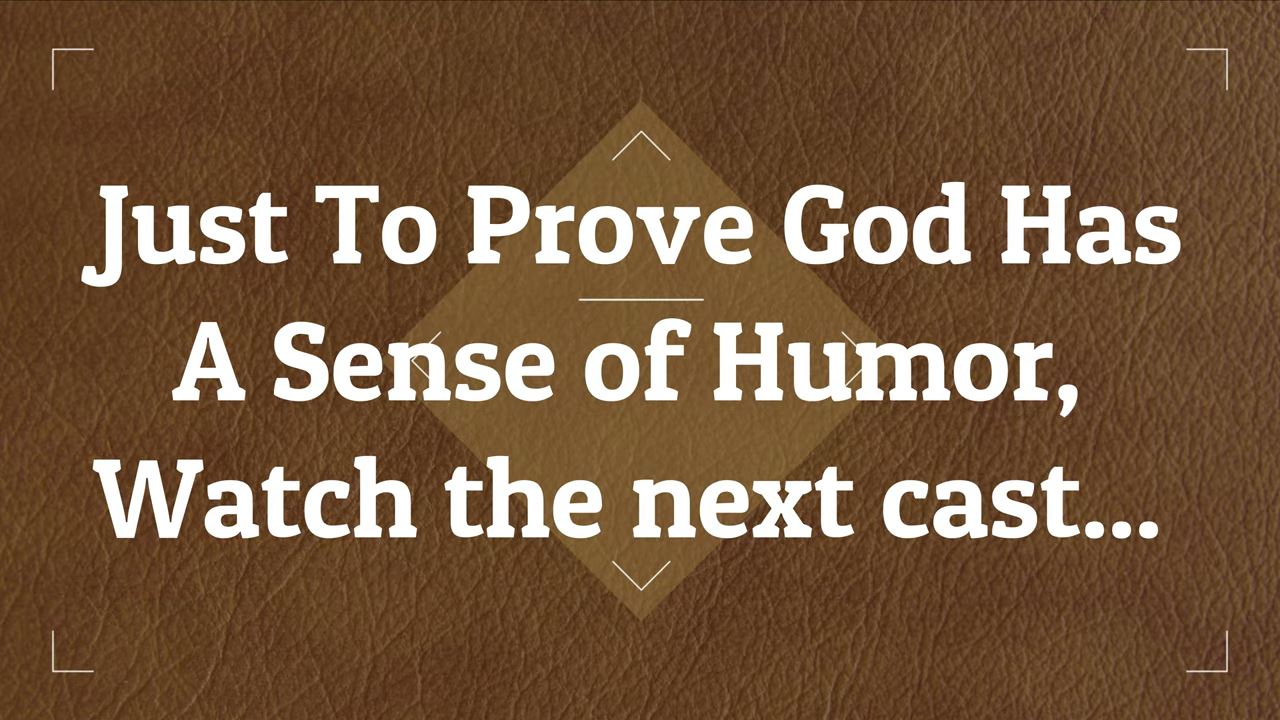 Just To Prove God Has
A Sense of Humor,
Watch the next cast...